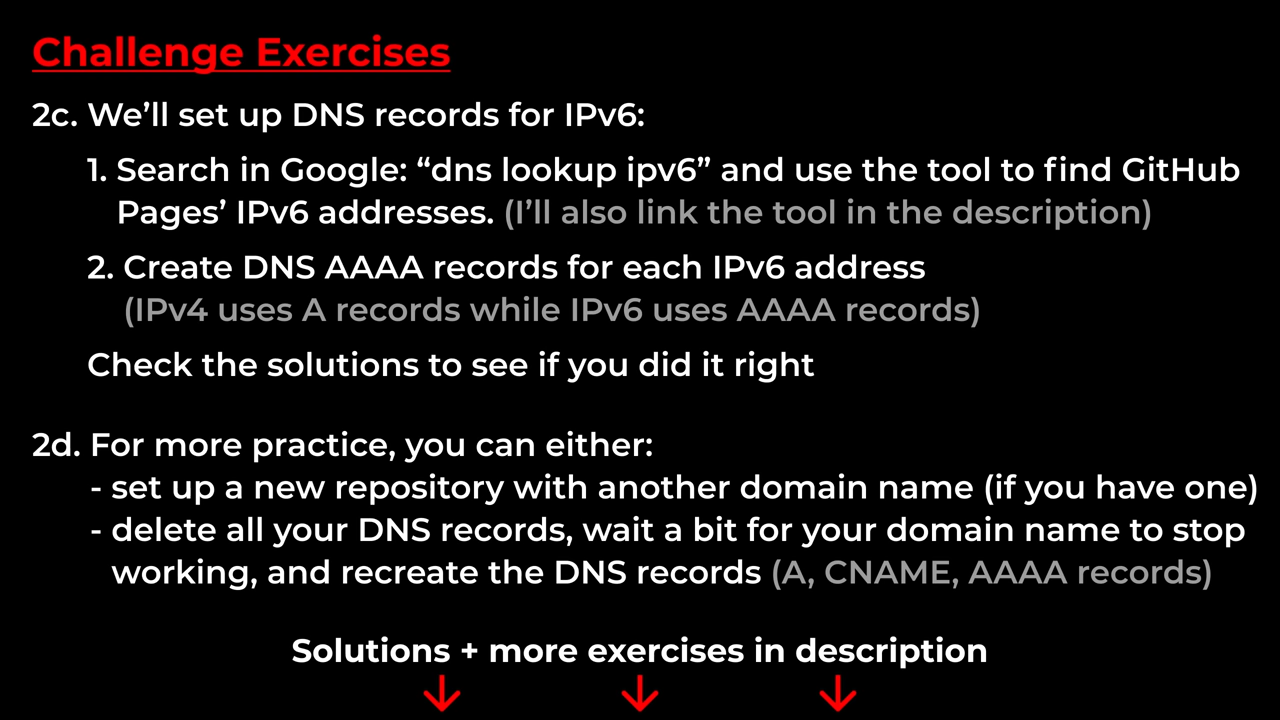 Challenge Exercises
2c. We’ll set up DNS records for IPv6:
1. Search in Google: “dns lookup ipv6” and use the tool to find GitHub
Pages’ IPv6 addresses. (I’ll also link the tool in the description)
2. Create DNS AAAA records for each IPv6 address
(IPv4 uses A records while IPv6 uses AAAA records)
Check the solutions to see if you did it right
2d. For more practice, you can either:
- set up a new repository with another domain name (if you have one)
- delete all your DNS records, wait a bit for your domain name to stop
working, and recreate the DNS records (A, CNAME, AAAA records)
Solutions + more exercises in description